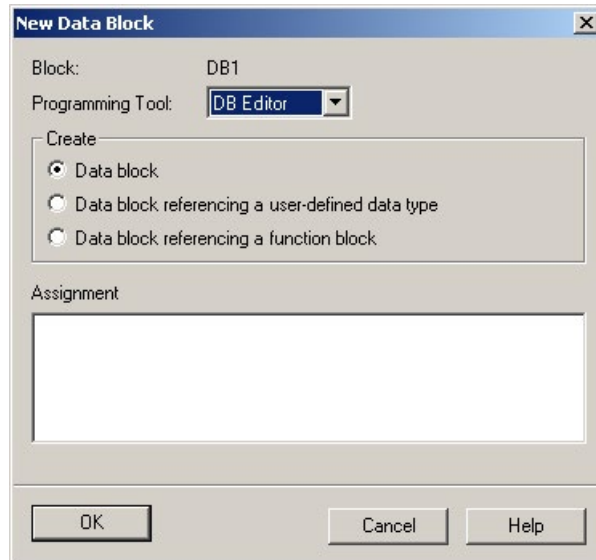 New Data Block
Block: DB1
Programming Tool: DB Editor
Create
Data block
Data block referencing a user-defined data type
Data block referencing a function block
Assignment
OK Cancel Help